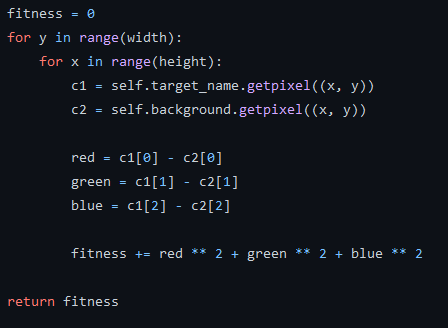 fitness = 0
for y in range(width):
    for x in range(height):
        c1 = self.target_name.getpixel((x, y))
        c2 = self.background.getpixel((x, y))

        red = c1[0] - c2[0]
        green = c1[1] - c2[1]
        blue = c1[2] - c2[2]

        fitness += red ** 2 + green ** 2 + blue ** 2

return fitness